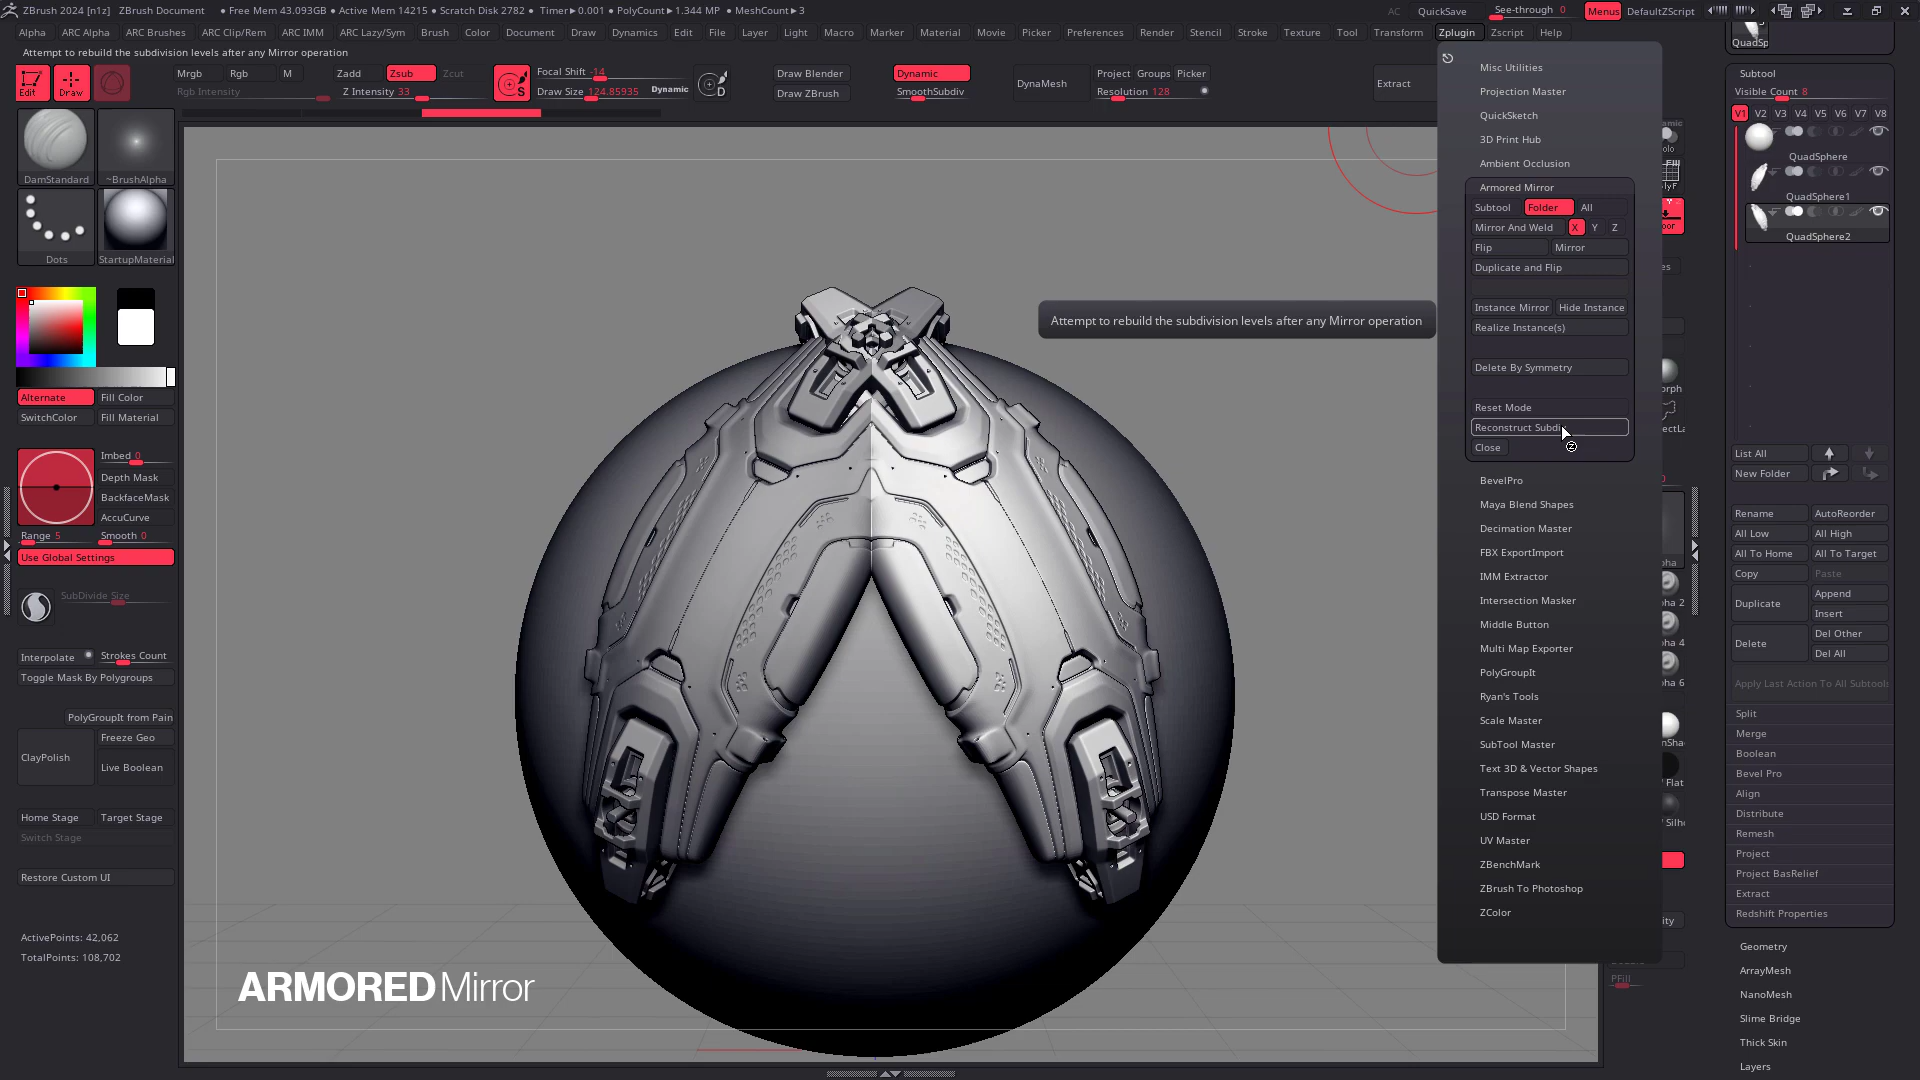 ZBrush 2024 [n1z] ZBrush Document • Free Mem 43.093GB • Active Mem 14215 • Scratch Disk 2782 • Timer▶0.001 • PolyCount▶1.344 MP • MeshCount▶3 AC QuickSave See-through 0 Menus DefaultZScript
Alpha ARC Alpha ARC Brushes ARC Clip/Rem ARC IMM ARC Lazy/Sym Brush Color Document Draw Dynamics Edit File Layer Light Macro Marker Material Movie Picker Preferences Render Stencil Stroke Texture Tool Transform Zplugin Zscript Help
Attempt to rebuild the subdivision levels after any Mirror operation
Edit Draw
Mrgb Rgb M
Rgb Intensity
Zadd Zsub Zcut
Z Intensity 33
S
Focal Shift -14
Draw Size 124.85935 Dynamic
D
Draw Blender
Draw ZBrush
Dynamic
SmoothSubdiv
DynaMesh
Project Groups Picker
Resolution 128
Extract
DamStandard ~BrushAlpha
Dots StartupMaterial
Alternate Fill Color
SwitchColor Fill Material
Imbed 0
Depth Mask
BackfaceMask
AccuCurve
Range 5 Smooth 0
Use Global Settings
SubDivide Size
Interpolate Strokes Count
Toggle Mask By Polygroups
PolyGroupIt from Pain
ClayPolish
Freeze Geo
Live Boolean
Home Stage Target Stage
Switch Stage
Restore Custom UI
ActivePoints: 42,062
TotalPoints: 108,702
ARMORED Mirror
Attempt to rebuild the subdivision levels after any Mirror operation
Misc Utilities
Projection Master
QuickSketch
3D Print Hub
Ambient Occlusion
Armored Mirror
Subtool Folder All
Mirror And Weld X Y Z
Flip Mirror
Duplicate and Flip
Instance Mirror Hide Instance
Realize Instance(s)
Delete By Symmetry
Reset Mode
Reconstruct Subdi
Close
BevelPro
Maya Blend Shapes
Decimation Master
FBX ExportImport
IMM Extractor
Intersection Masker
Middle Button
Multi Map Exporter
PolyGroupIt
Ryan's Tools
Scale Master
SubTool Master
Text 3D & Vector Shapes
Transpose Master
USD Format
UV Master
ZBenchMark
ZBrush To Photoshop
ZColor
PFill
QuadSp
Subtool
Visible Count 8
V1 V2 V3 V4 V5 V6 V7 V8
QuadSphere
QuadSphere1
QuadSphere2
List All
New Folder
Rename AutoReorder
All Low All High
All To Home All To Target
Copy Paste
Duplicate
Append
Insert
Delete
Del Other
Del All
Apply Last Action To All Subtools
Split
Merge
Boolean
Bevel Pro
Align
Distribute
Remesh
Project
Project BasRelief
Extract
Redshift Properties
Geometry
ArrayMesh
NanoMesh
Slime Bridge
Thick Skin
Layers